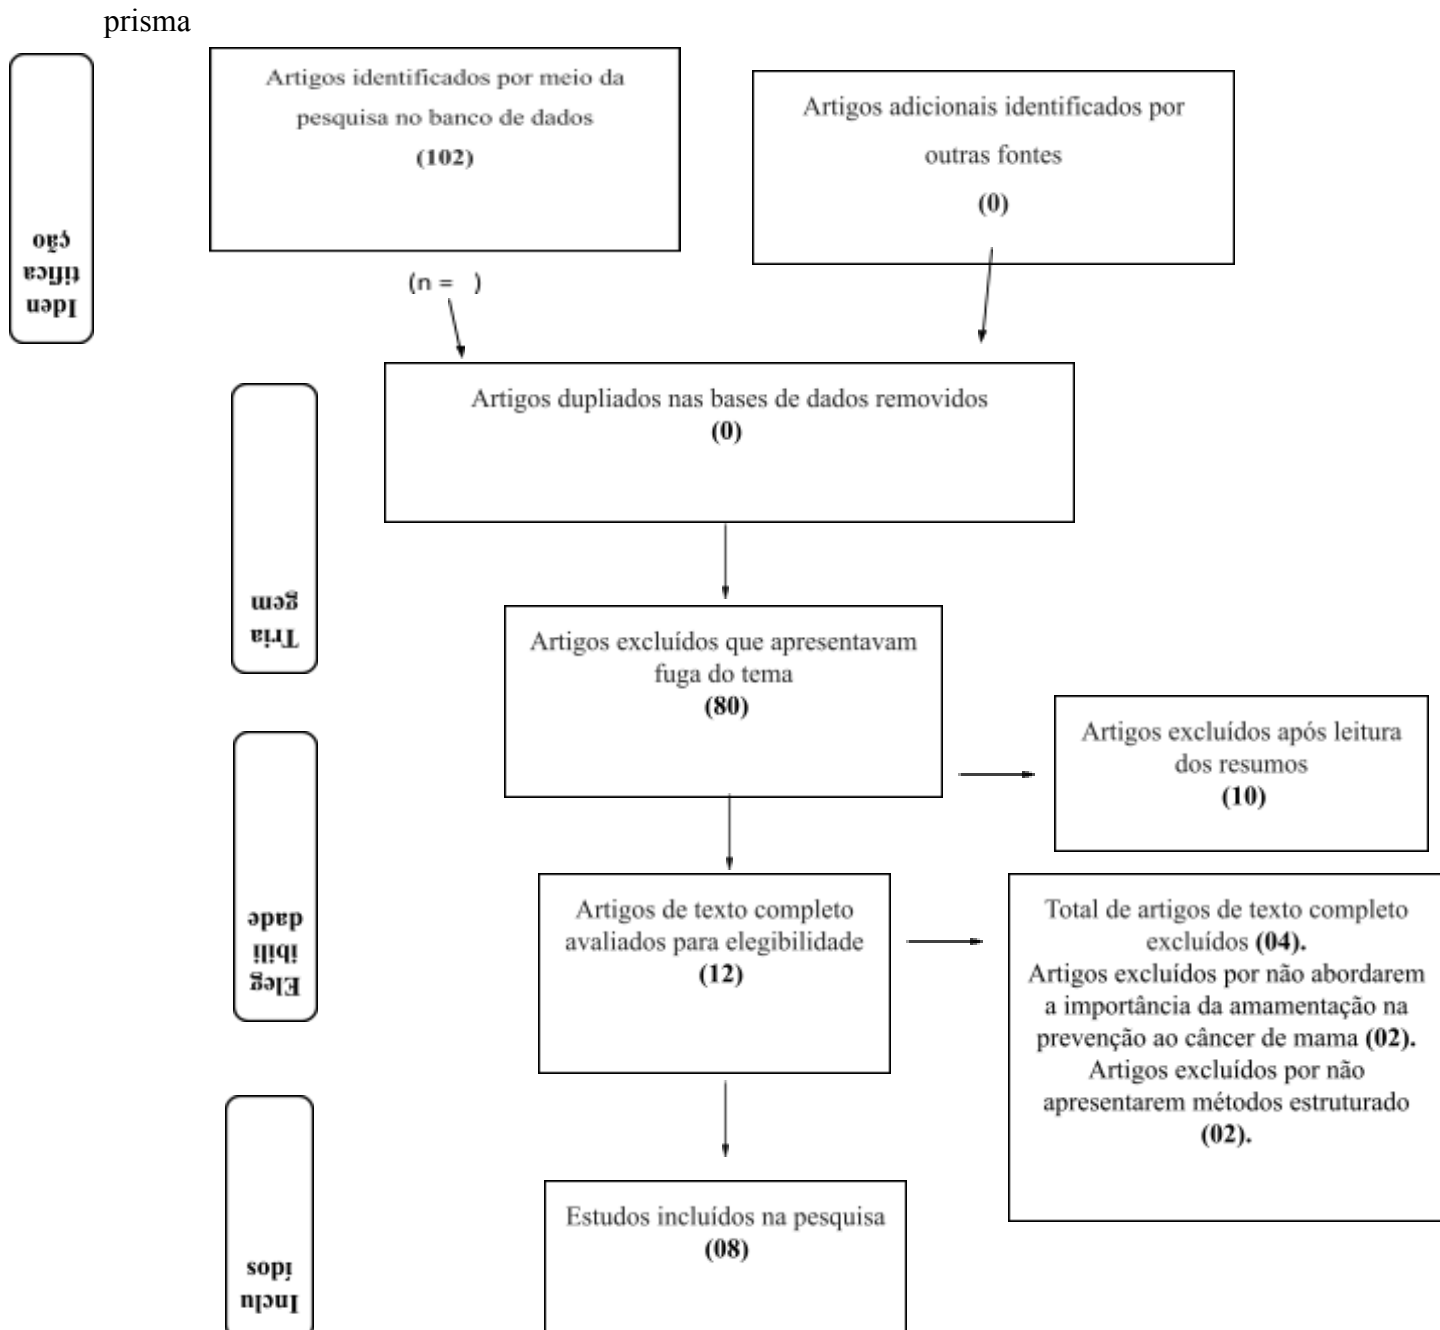 prisma
Artigos identificados por meio da
pesquisa no banco de dados
(102)
Artigos adicionais identificados por
outras fontes
(0)
Iden
tifica
ção
(n = )
Artigos dupliados nas bases de dados removidos
(0)
Tria
gem
Artigos excluídos que apresentavam
fuga do tema
(80)
Artigos excluídos após leitura
dos resumos
(10)
Eleg
ibili
dade
Artigos de texto completo
avaliados para elegibilidade
(12)
Total de artigos de texto completo
excluídos (04).
Artigos excluídos por não abordarem
a importância da amamentação na
prevenção ao câncer de mama (02).
Artigos excluídos por não
apresentarem métodos estruturado
(02).
Inclu
ídos
Estudos incluídos na pesquisa
(08)